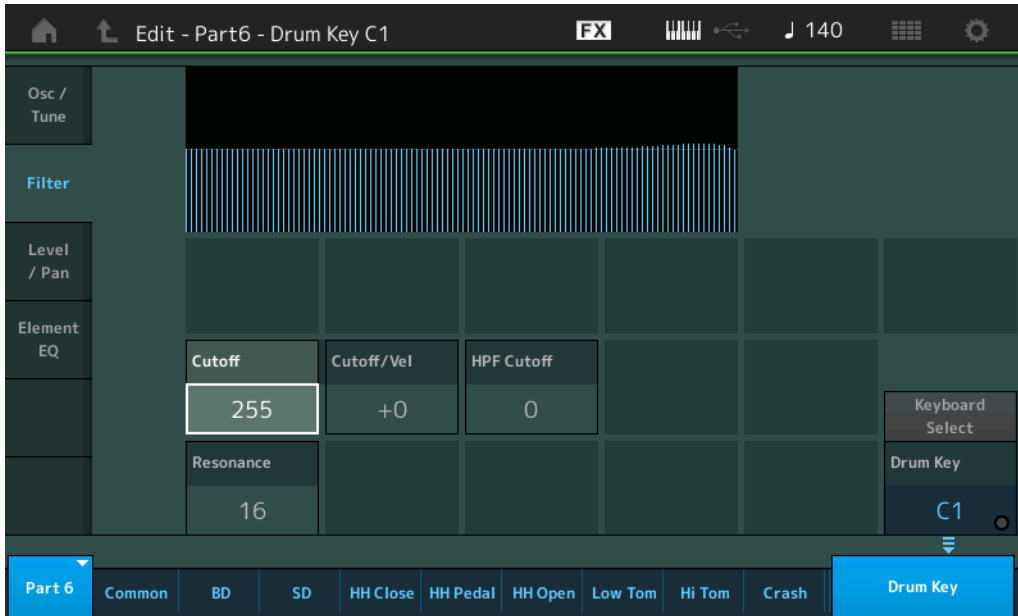 Edit - Part6 - Drum Key C1
FX
♩ 140
Osc /
Tune
Filter
Level
/ Pan
Element
EQ
Cutoff
255
Cutoff/Vel
+0
HPF Cutoff
0
Resonance
16
Keyboard
Select
Drum Key
C1
Part 6
Common
BD
SD
HH Close
HH Pedal
HH Open
Low Tom
Hi Tom
Crash
Drum Key